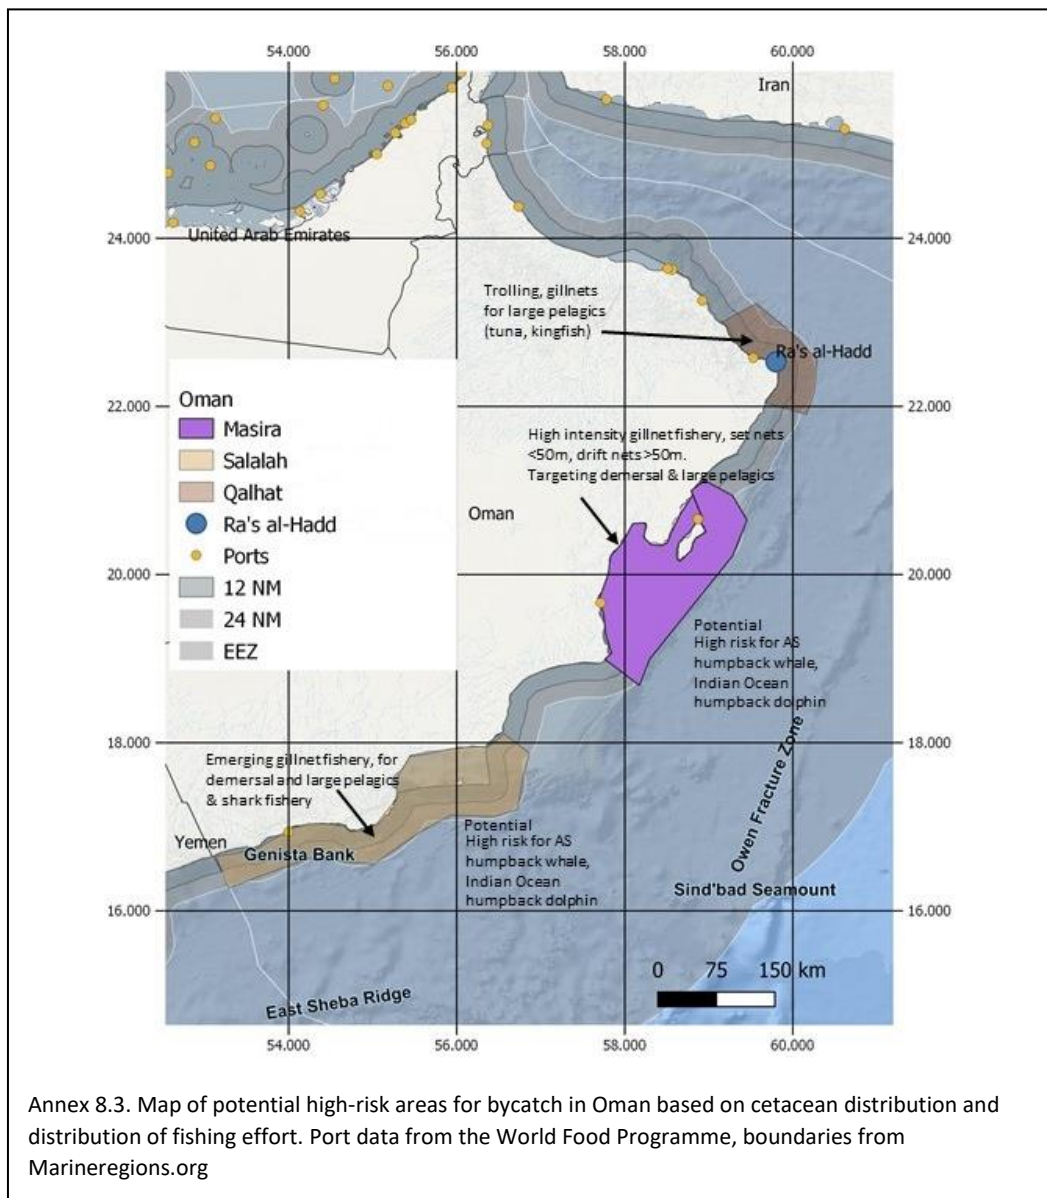 54.000 56.000 58.000 60.000
Iran
24.000 United Arab Emirates 24.000
Trolling, gillnets
for large pelagics
(tuna, kingfish)
Ra's al-Hadd
22.000 22.000
Oman
Masira
Salalah
Qalhat
Ra's al-Hadd
Ports
12 NM
24 NM
EEZ
High intensity gillnet fishery, set nets
<50m, drift nets >50m.
Targeting demersal & large pelagics
Oman
20.000 20.000
Potential
High risk for AS
humpback whale,
Indian Ocean
humpback dolphin
18.000 18.000
Emerging gillnet fishery, for
demersal and large pelagics
& shark fishery
Yemen
Genista Bank
Potential
High risk for AS
humpback whale,
Indian Ocean
humpback dolphin
Owen Fracture Zone
Sind'bad Seamount
16.000 16.000
0 75 150 km
East Sheba Ridge
54.000 56.000 58.000 60.000
Annex 8.3. Map of potential high-risk areas for bycatch in Oman based on cetacean distribution and
distribution of fishing effort. Port data from the World Food Programme, boundaries from
Marineregions.org